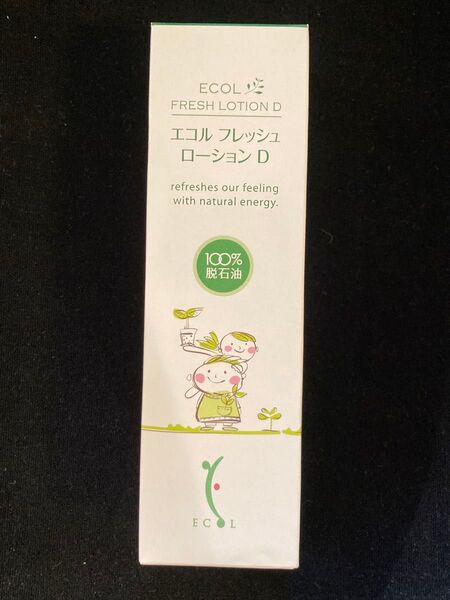 ECOL
FRESH LOTION D
エコル フレッシュ
ローション D
refreshes our feeling
with natural energy.
100%
脱石油
ECOL